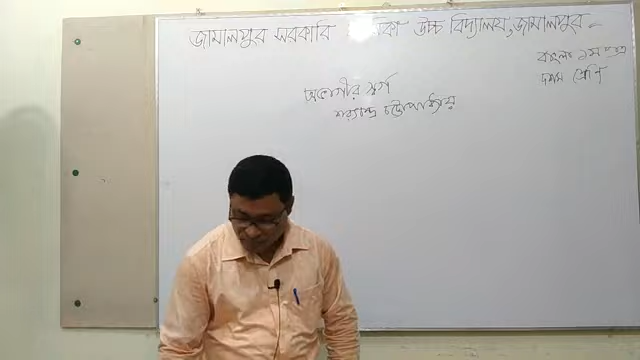 জামালপুর সরকারি উচ্চ বিদ্যালয়, জামালপুর
বাংলা ১ম পত্র
দশম শ্রেণি
অভাগীর স্বর্গ
শরৎচন্দ্র চট্টোপাধ্যায়